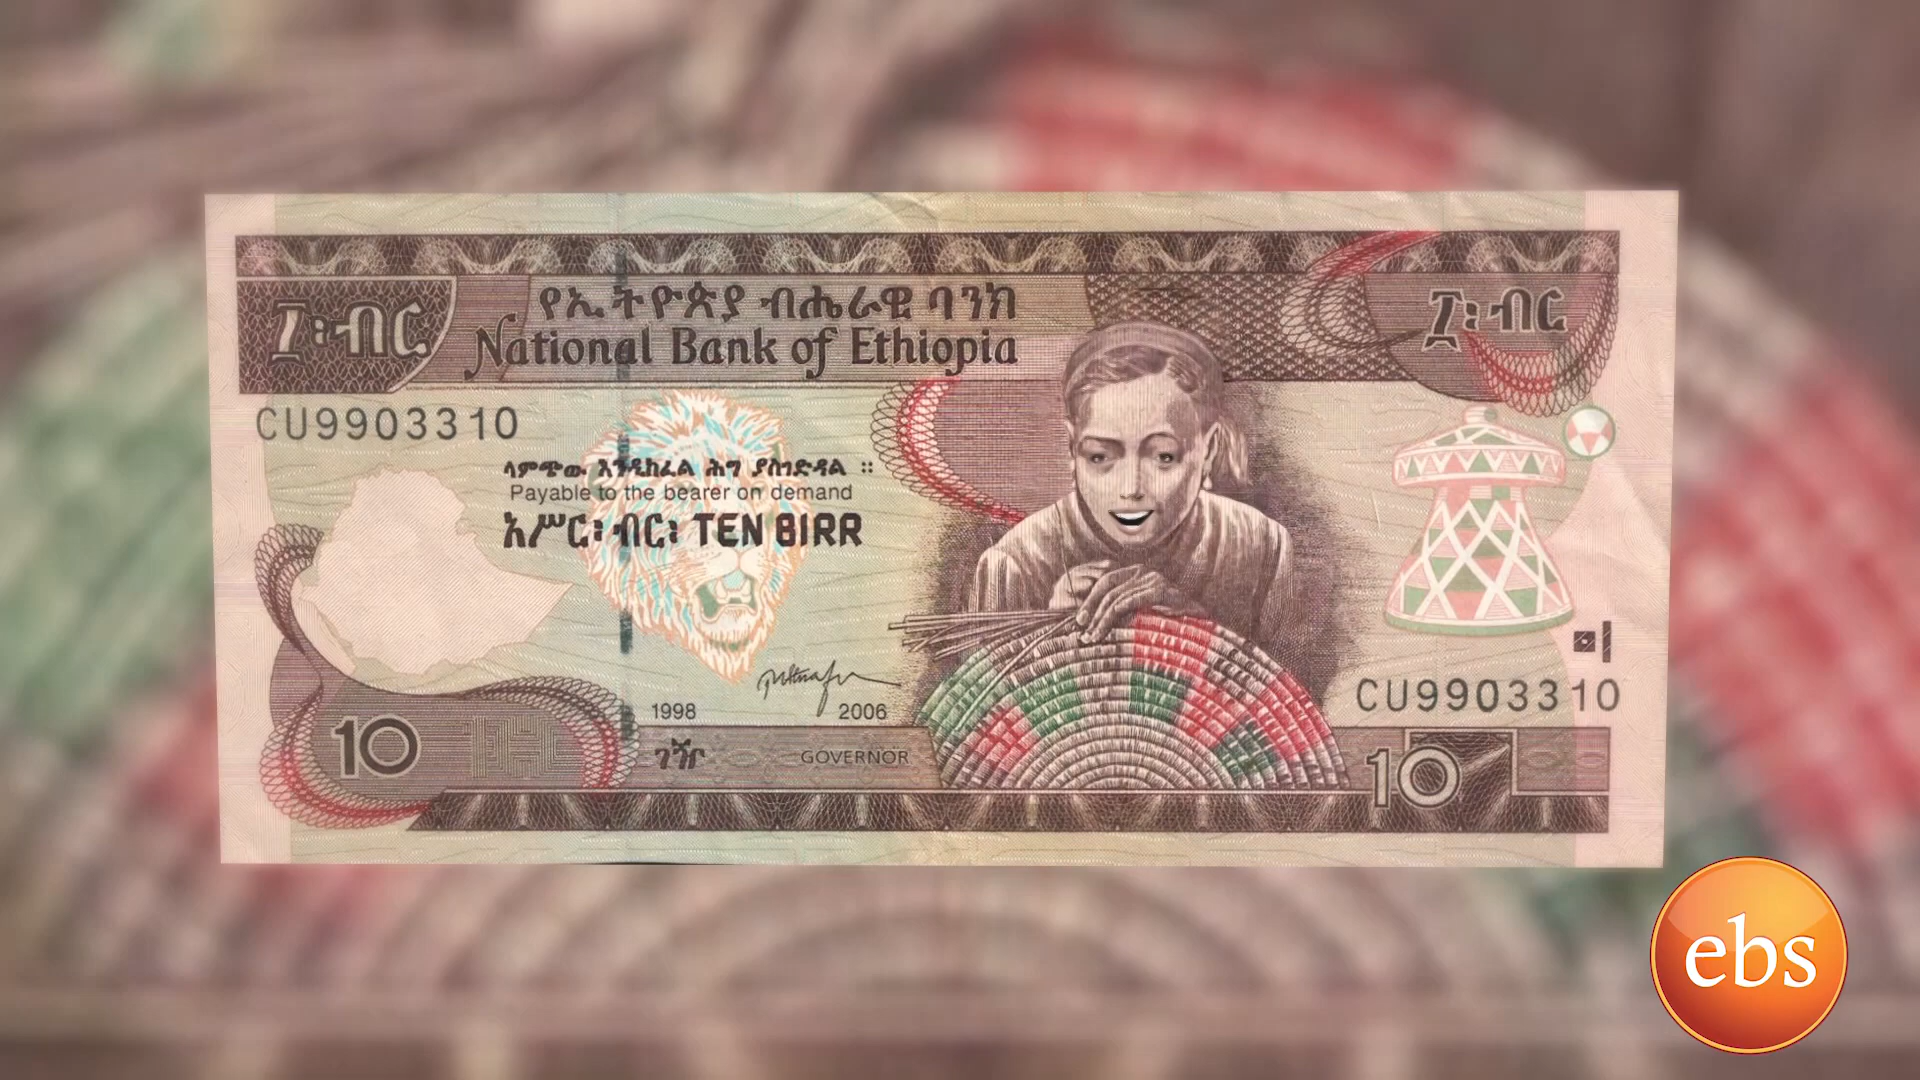 የኢትዮጵያ ብሔራዊ ባንክ
፲፡ብር
፲፡ብር
National Bank of Ethiopia
CU9903310
ላምጭው እንዲከፈል ሕግ ያስገድዳል ።
Payable to the bearer on demand
አሥር፡ ብር፡ TEN BIRR
1998 2006
CU9903310
10
ገዥ GOVERNOR
10
ebs